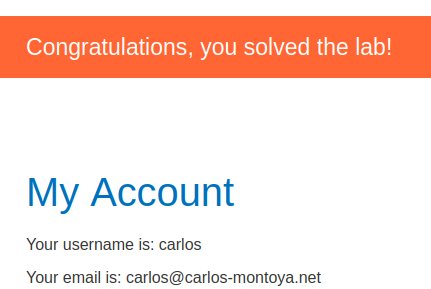 Congratulations, you solved the lab!
My Account
Your username is: carlos
Your email is: carlos@carlos-montoya.net